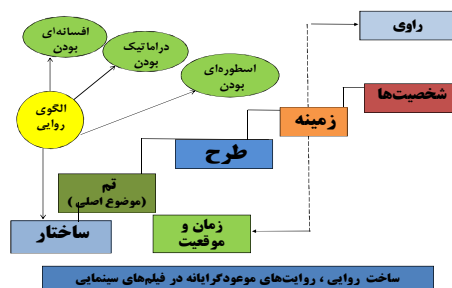 راوی
افسانه‌ای
بودن
دراماتیک
بودن
اسطوره‌ای
بودن
شخصیت‌ها
الگوی
روایی
زمینه
طرح
تم
(موضوع اصلی )
زمان و
موقعیت
ساختار
ساخت روایی ، روایت‌های موعودگرایانه در فیلم‌های سینمایی